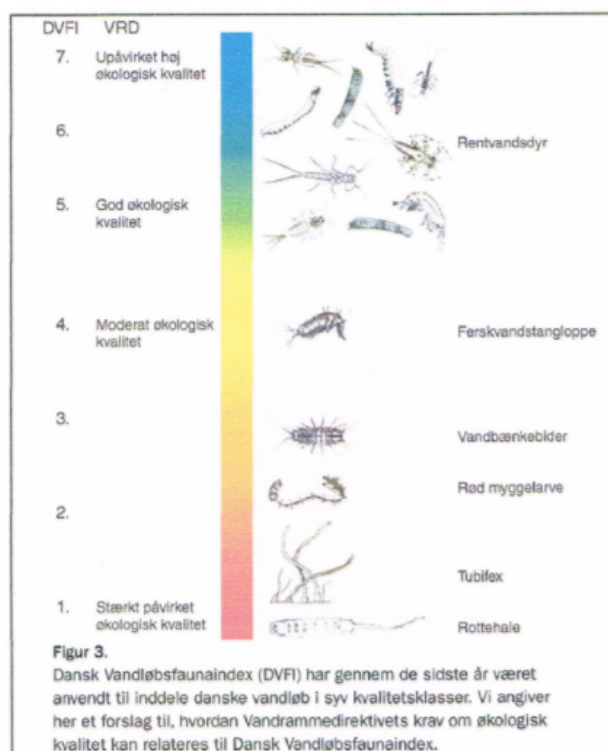 DVFI VRD
7. Upåvirket høj
økologisk kvalitet
6.
Rentvandsdyr
5. God økologisk
kvalitet
4. Moderat økologisk
kvalitet
Ferskvandstangloppe
3.
Vandbænkebider
Rød myggelarve
2.
Tubifex
1. Stærkt påvirket
økologisk kvalitet
Rottehale
Figur 3.
Dansk Vandløbsfaunaindex (DVFI) har gennem de sidste år været
anvendt til inddele danske vandløb i syv kvalitetsklasser. Vi angiver
her et forslag til, hvordan Vandrammedirektivets krav om økologisk
kvalitet kan relateres til Dansk Vandløbsfaunaindex.